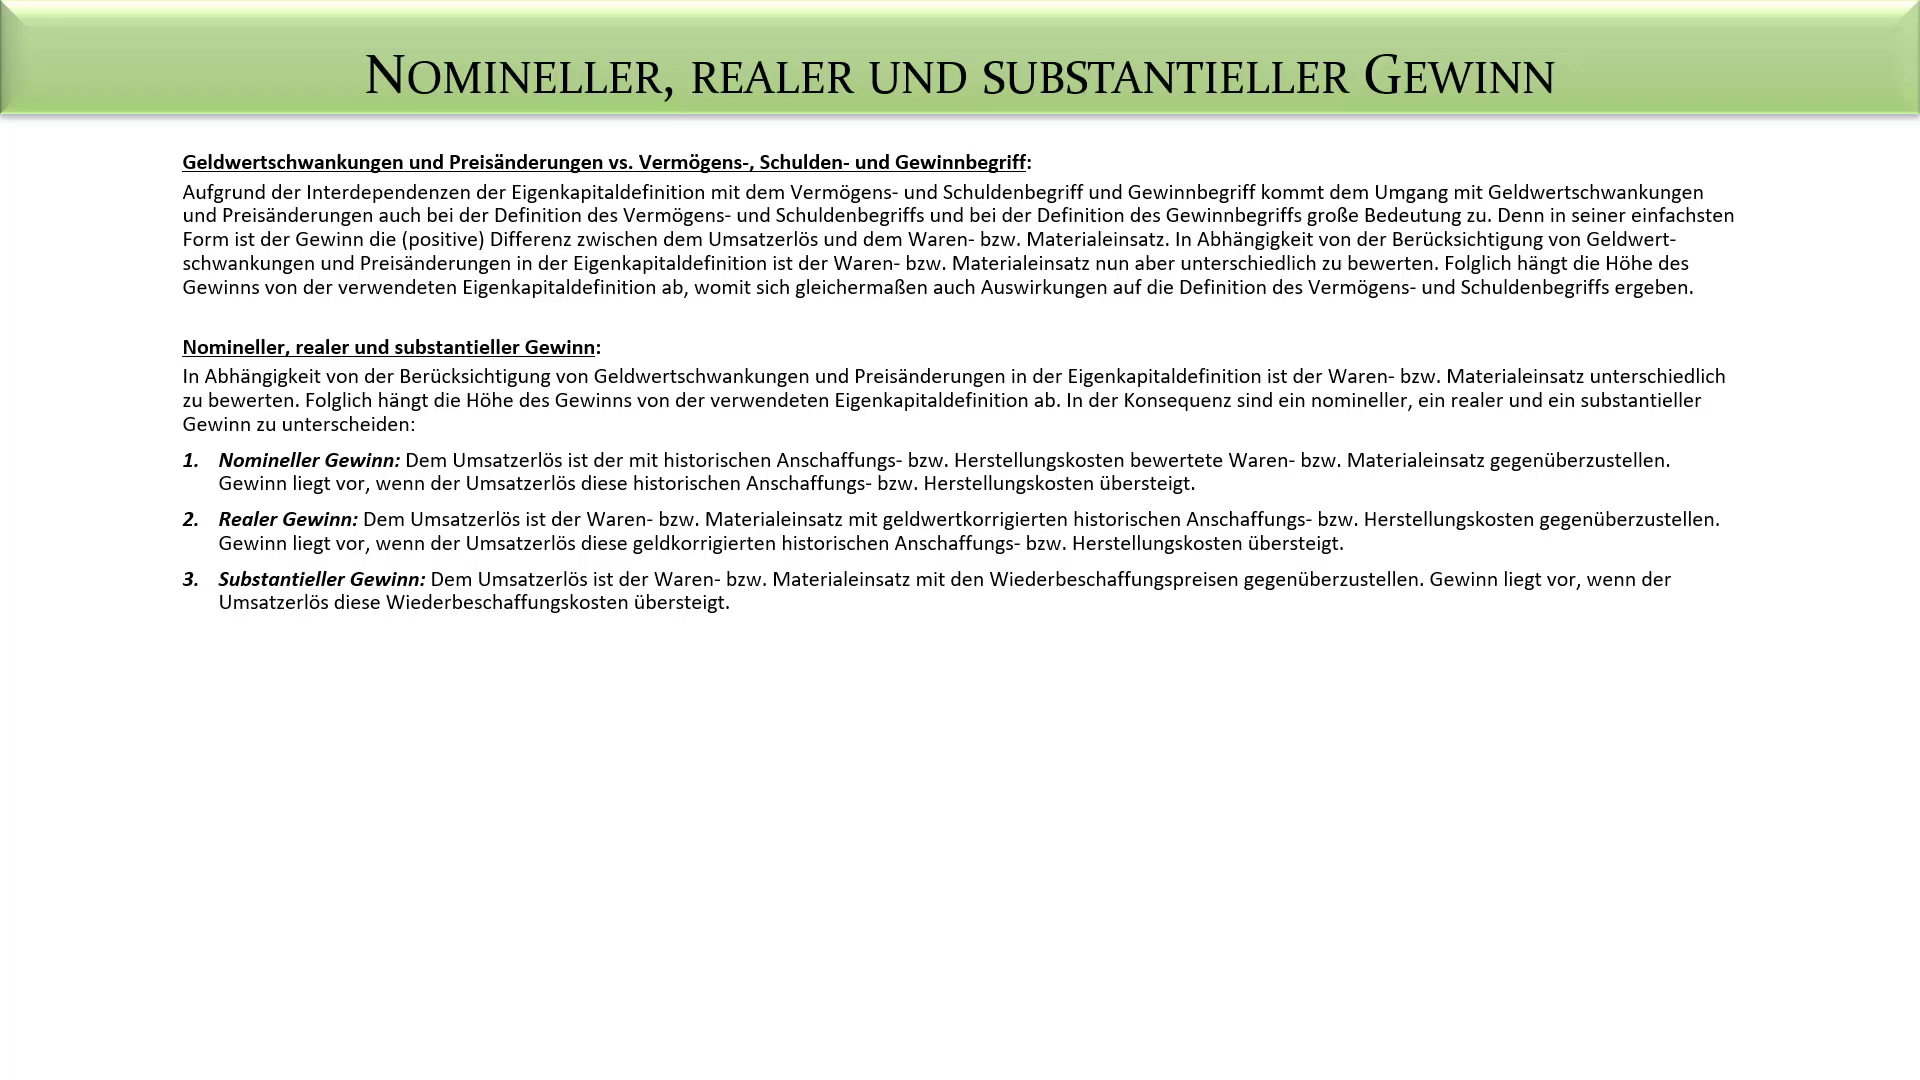 Nomineller, realer und substantieller Gewinn
Geldwertschwankungen und Preisänderungen vs. Vermögens-, Schulden- und Gewinnbegriff:
Aufgrund der Interdependenzen der Eigenkapitaldefinition mit dem Vermögens- und Schuldenbegriff und Gewinnbegriff kommt dem Umgang mit Geldwertschwankungen
und Preisänderungen auch bei der Definition des Vermögens- und Schuldenbegriffs und bei der Definition des Gewinnbegriffs große Bedeutung zu. Denn in seiner einfachsten
Form ist der Gewinn die (positive) Differenz zwischen dem Umsatzerlös und dem Waren- bzw. Materialeinsatz. In Abhängigkeit von der Berücksichtigung von Geldwert-
schwankungen und Preisänderungen in der Eigenkapitaldefinition ist der Waren- bzw. Materialeinsatz nun aber unterschiedlich zu bewerten. Folglich hängt die Höhe des
Gewinns von der verwendeten Eigenkapitaldefinition ab, womit sich gleichermaßen auch Auswirkungen auf die Definition des Vermögens- und Schuldenbegriffs ergeben.
Nomineller, realer und substantieller Gewinn:
In Abhängigkeit von der Berücksichtigung von Geldwertschwankungen und Preisänderungen in der Eigenkapitaldefinition ist der Waren- bzw. Materialeinsatz unterschiedlich
zu bewerten. Folglich hängt die Höhe des Gewinns von der verwendeten Eigenkapitaldefinition ab. In der Konsequenz sind ein nomineller, ein realer und ein substantieller
Gewinn zu unterscheiden:
1. Nomineller Gewinn: Dem Umsatzerlös ist der mit historischen Anschaffungs- bzw. Herstellungskosten bewertete Waren- bzw. Materialeinsatz gegenüberzustellen.
Gewinn liegt vor, wenn der Umsatzerlös diese historischen Anschaffungs- bzw. Herstellungskosten übersteigt.
2. Realer Gewinn: Dem Umsatzerlös ist der Waren- bzw. Materialeinsatz mit geldwertkorrigierten historischen Anschaffungs- bzw. Herstellungskosten gegenüberzustellen.
Gewinn liegt vor, wenn der Umsatzerlös diese geldkorrigierten historischen Anschaffungs- bzw. Herstellungskosten übersteigt.
3. Substantieller Gewinn: Dem Umsatzerlös ist der Waren- bzw. Materialeinsatz mit den Wiederbeschaffungspreisen gegenüberzustellen. Gewinn liegt vor, wenn der
Umsatzerlös diese Wiederbeschaffungskosten übersteigt.